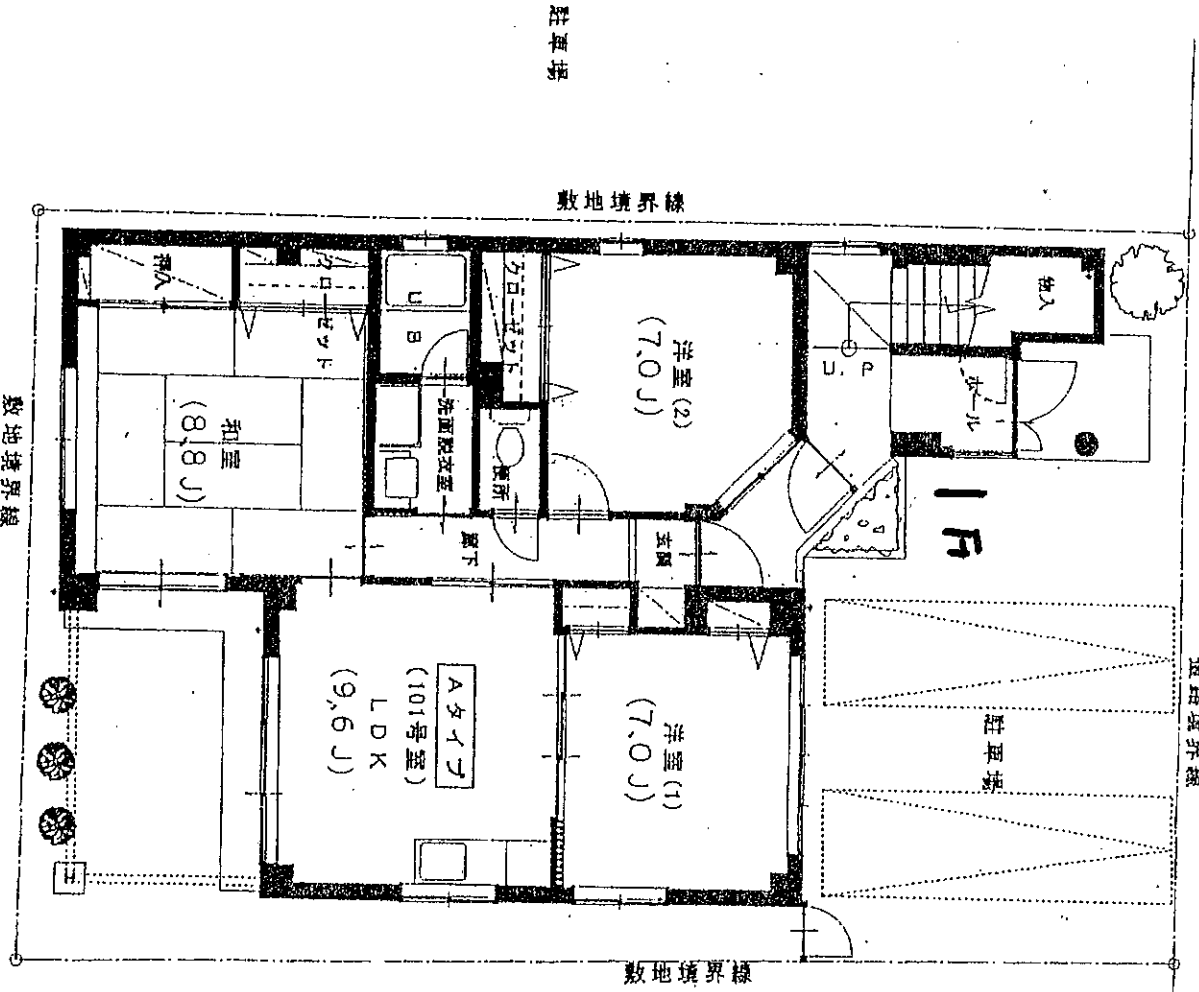 駐車場
敷地境界線
押入
クローゼット
UB
クローゼット
洋室(2)
(7.0J)
物入
ホール
U.P
和室
(8.8J)
洗面脱衣室
便所
廊下
玄関
1F
敷地境界線
Aタイプ
(101号室)
LDK
(9.6J)
洋室(1)
(7.0J)
駐車場
道路境界線
敷地境界線